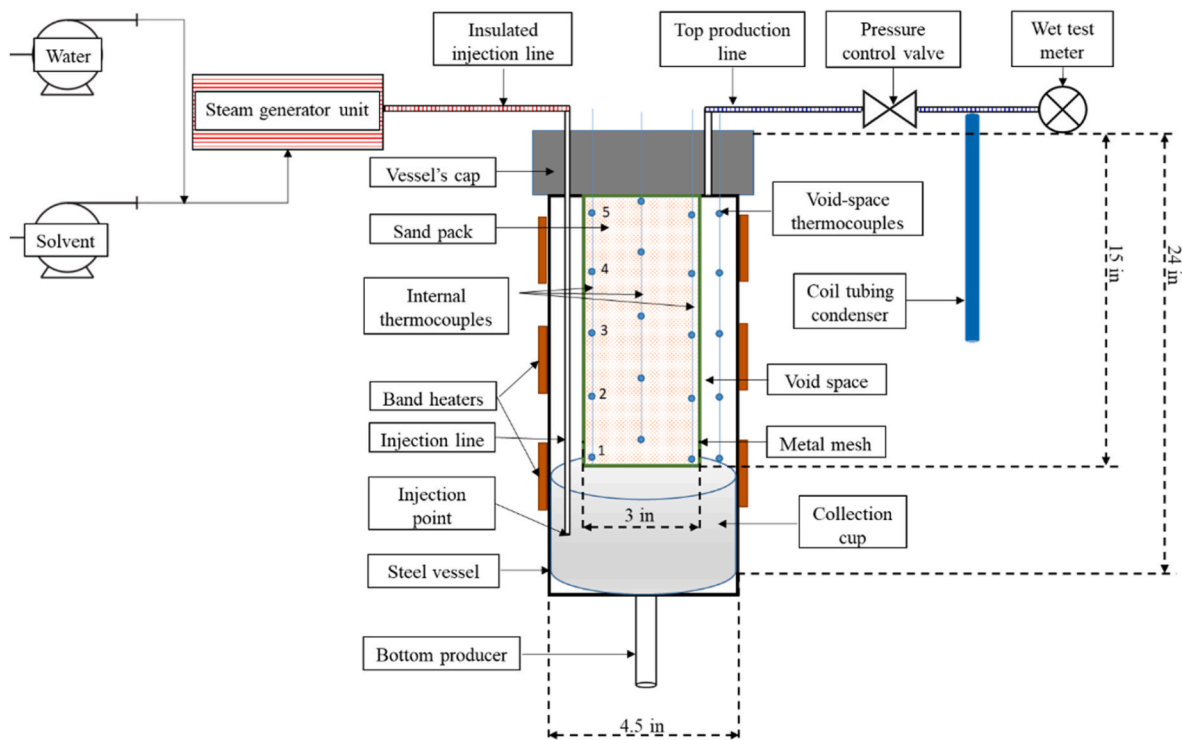 Water
Solvent
Steam generator unit
Insulated
injection line
Top production
line
Pressure
control valve
Wet test
meter
Vessel's cap
Sand pack
Internal
thermocouples
Band heaters
Injection line
Injection
point
Steel vessel
Bottom producer
5
4
3
2
1
Void-space
thermocouples
Void space
Metal mesh
Collection
cup
Coil tubing
condenser
3 in
4.5 in
15 in
24 in